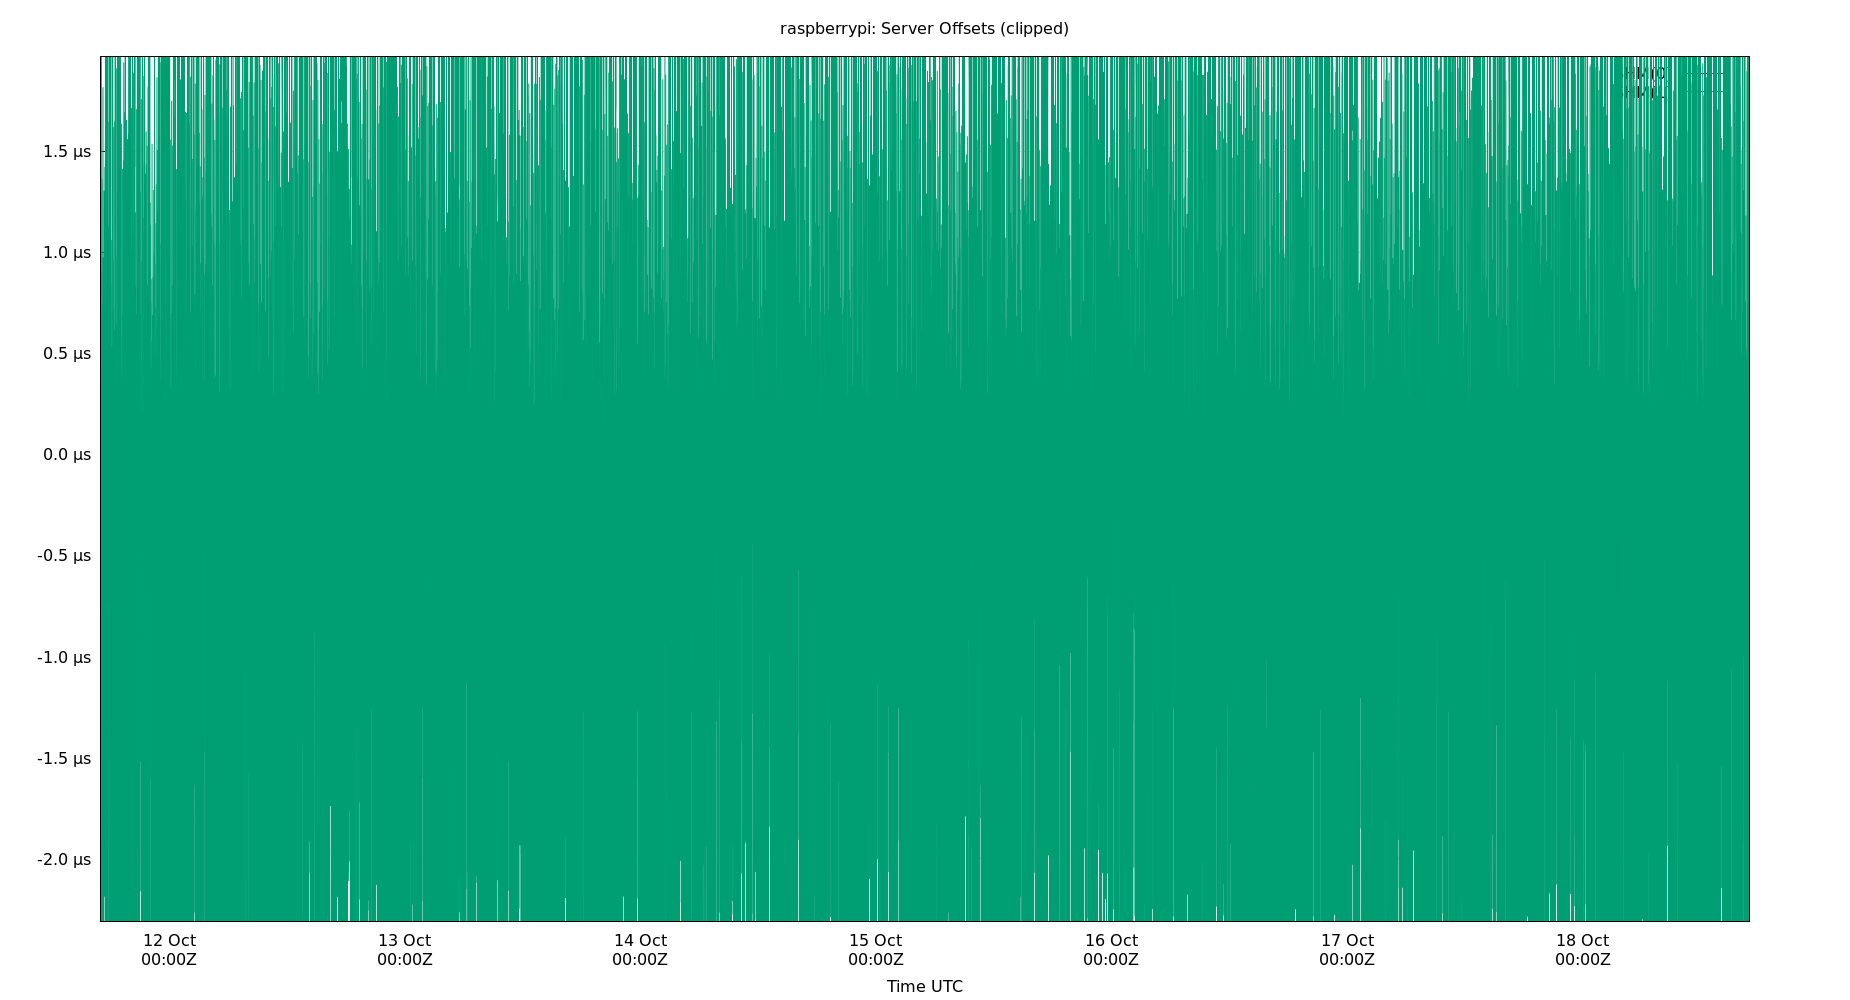 raspberrypi: Server Offsets (clipped)
1.5 µs
1.0 µs
0.5 µs
0.0 µs
-0.5 µs
-1.0 µs
-1.5 µs
-2.0 µs
12 Oct 13 Oct 14 Oct 15 Oct 16 Oct 17 Oct 18 Oct
00:00Z 00:00Z 00:00Z 00:00Z 00:00Z 00:00Z 00:00Z
Time UTC